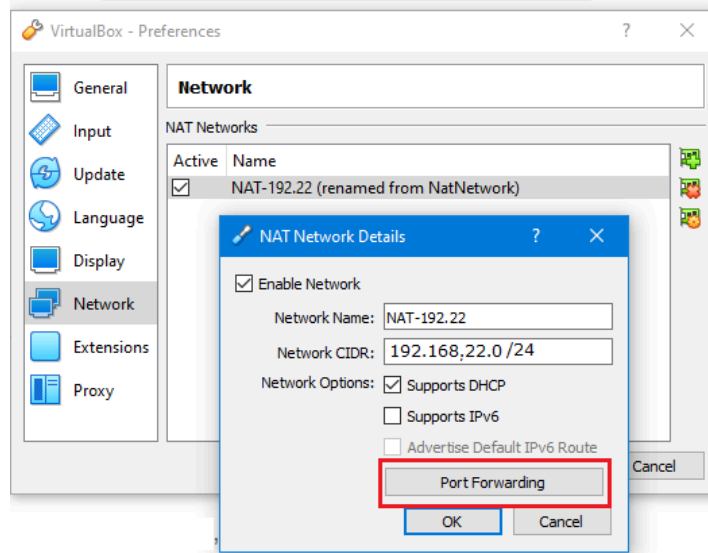 VirtualBox - Preferences ? ×
General
Input
Update
Language
Display
Network
Extensions
Proxy
Network
NAT Networks
Active Name
NAT-192.22 (renamed from NatNetwork)
NAT Network Details ? ×
Enable Network
Network Name: NAT-192.22
Network CIDR: 192.168,22.0 /24
Network Options: Supports DHCP
Supports IPv6
Advertise Default IPv6 Route
Port Forwarding
OK Cancel
Cancel
,